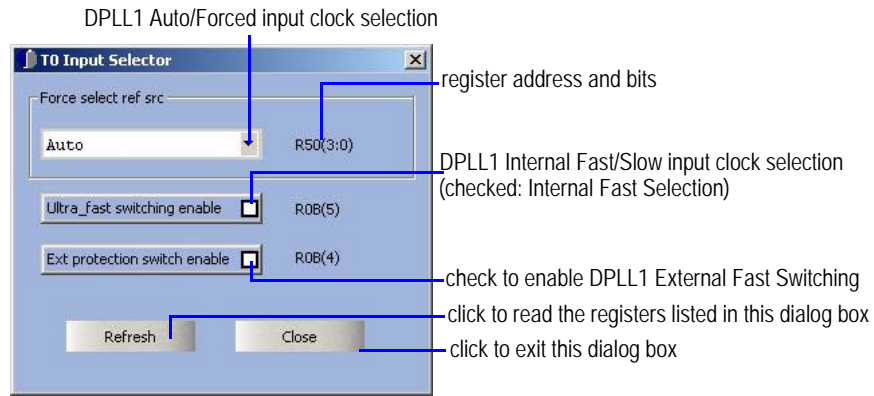 DPLL1 Auto/Forced input clock selection
T0 Input Selector
register address and bits
Force select ref src
Auto
R50(3:0)
DPLL1 Internal Fast/Slow input clock selection
(checked: Internal Fast Selection)
Ultra_fast switching enable
R0B(5)
Ext protection switch enable
R0B(4)
check to enable DPLL1 External Fast Switching
click to read the registers listed in this dialog box
Refresh
Close
click to exit this dialog box